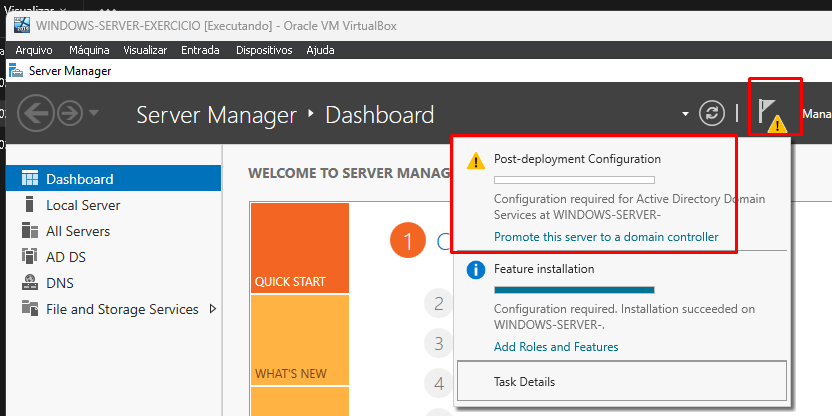 Visualizar
WINDOWS-SERVER-EXERCICIO [Executando] - Oracle VM VirtualBox
Arquivo Máquina Visualizar Entrada Dispositivos Ajuda
Server Manager
Server Manager Dashboard
Mana
Dashboard
Local Server
All Servers
AD DS
DNS
File and Storage Services
WELCOME TO SERVER MANAG
1
QUICK START
2
3
WHAT'S NEW
4
Post-deployment Configuration
Configuration required for Active Directory Domain
Services at WINDOWS-SERVER-
Promote this server to a domain controller
Feature installation
Configuration required. Installation succeeded on
WINDOWS-SERVER-.
Add Roles and Features
Task Details